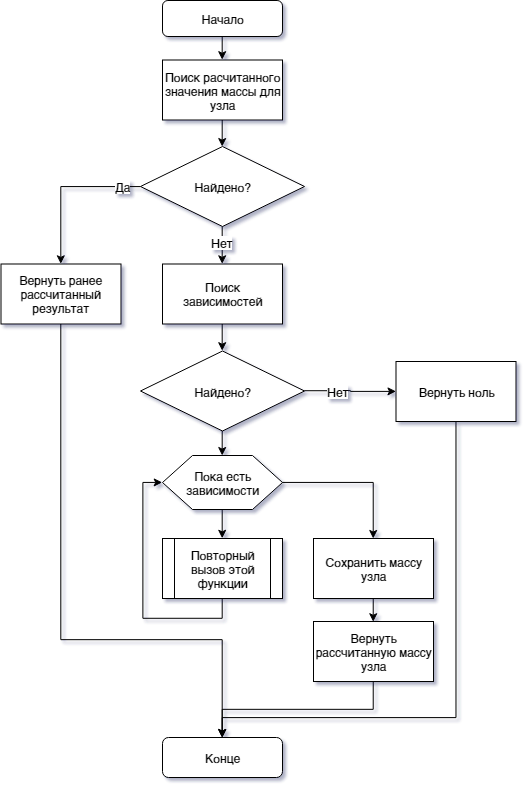 Начало
Поиск расчитанного
значения массы для
узла
Найдено?
Да
Нет
Вернуть ранее
рассчитанный
результат
Поиск
зависимостей
Найдено?
Нет
Вернуть ноль
Пока есть
зависимости
Повторный
вызов этой
функции
Сохранить массу
узла
Вернуть
рассчитанную массу
узла
Конце